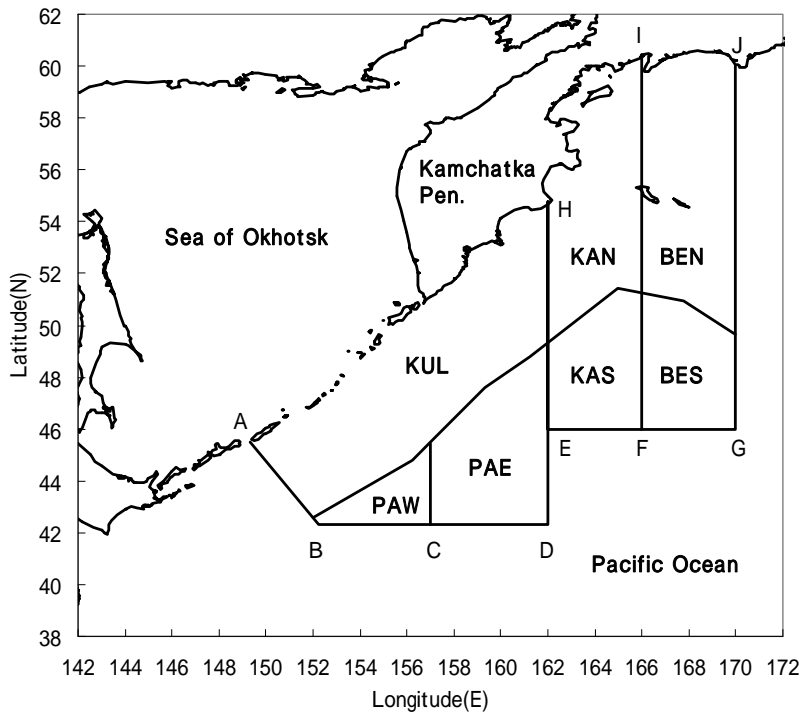 62
60
58
56
54
52
50
48
46
44
42
40
38
Latitude(N)
I
J
Kamchatka
Pen.
H
Sea of Okhotsk
KAN
BEN
KUL
KAS
BES
A
E
F
G
PAE
PAW
B
C
D
Pacific Ocean
142 144 146 148 150 152 154 156 158 160 162 164 166 168 170 172
Longitude(E)